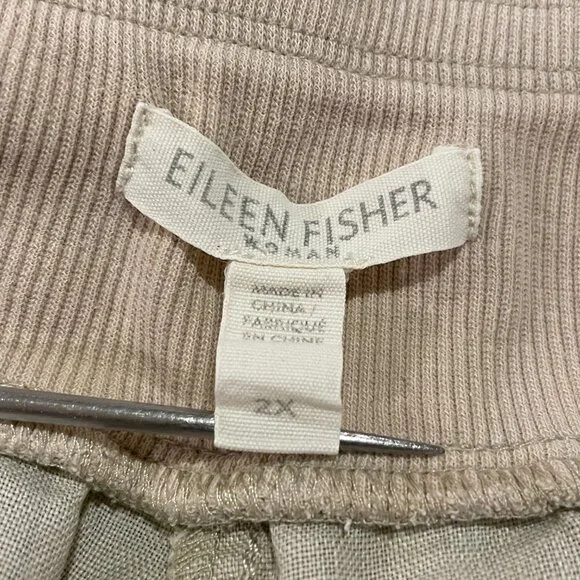 EILEEN FISHER
WOMAN
MADE IN
CHINA /
FABRIQUÉ
EN CHINE
2X